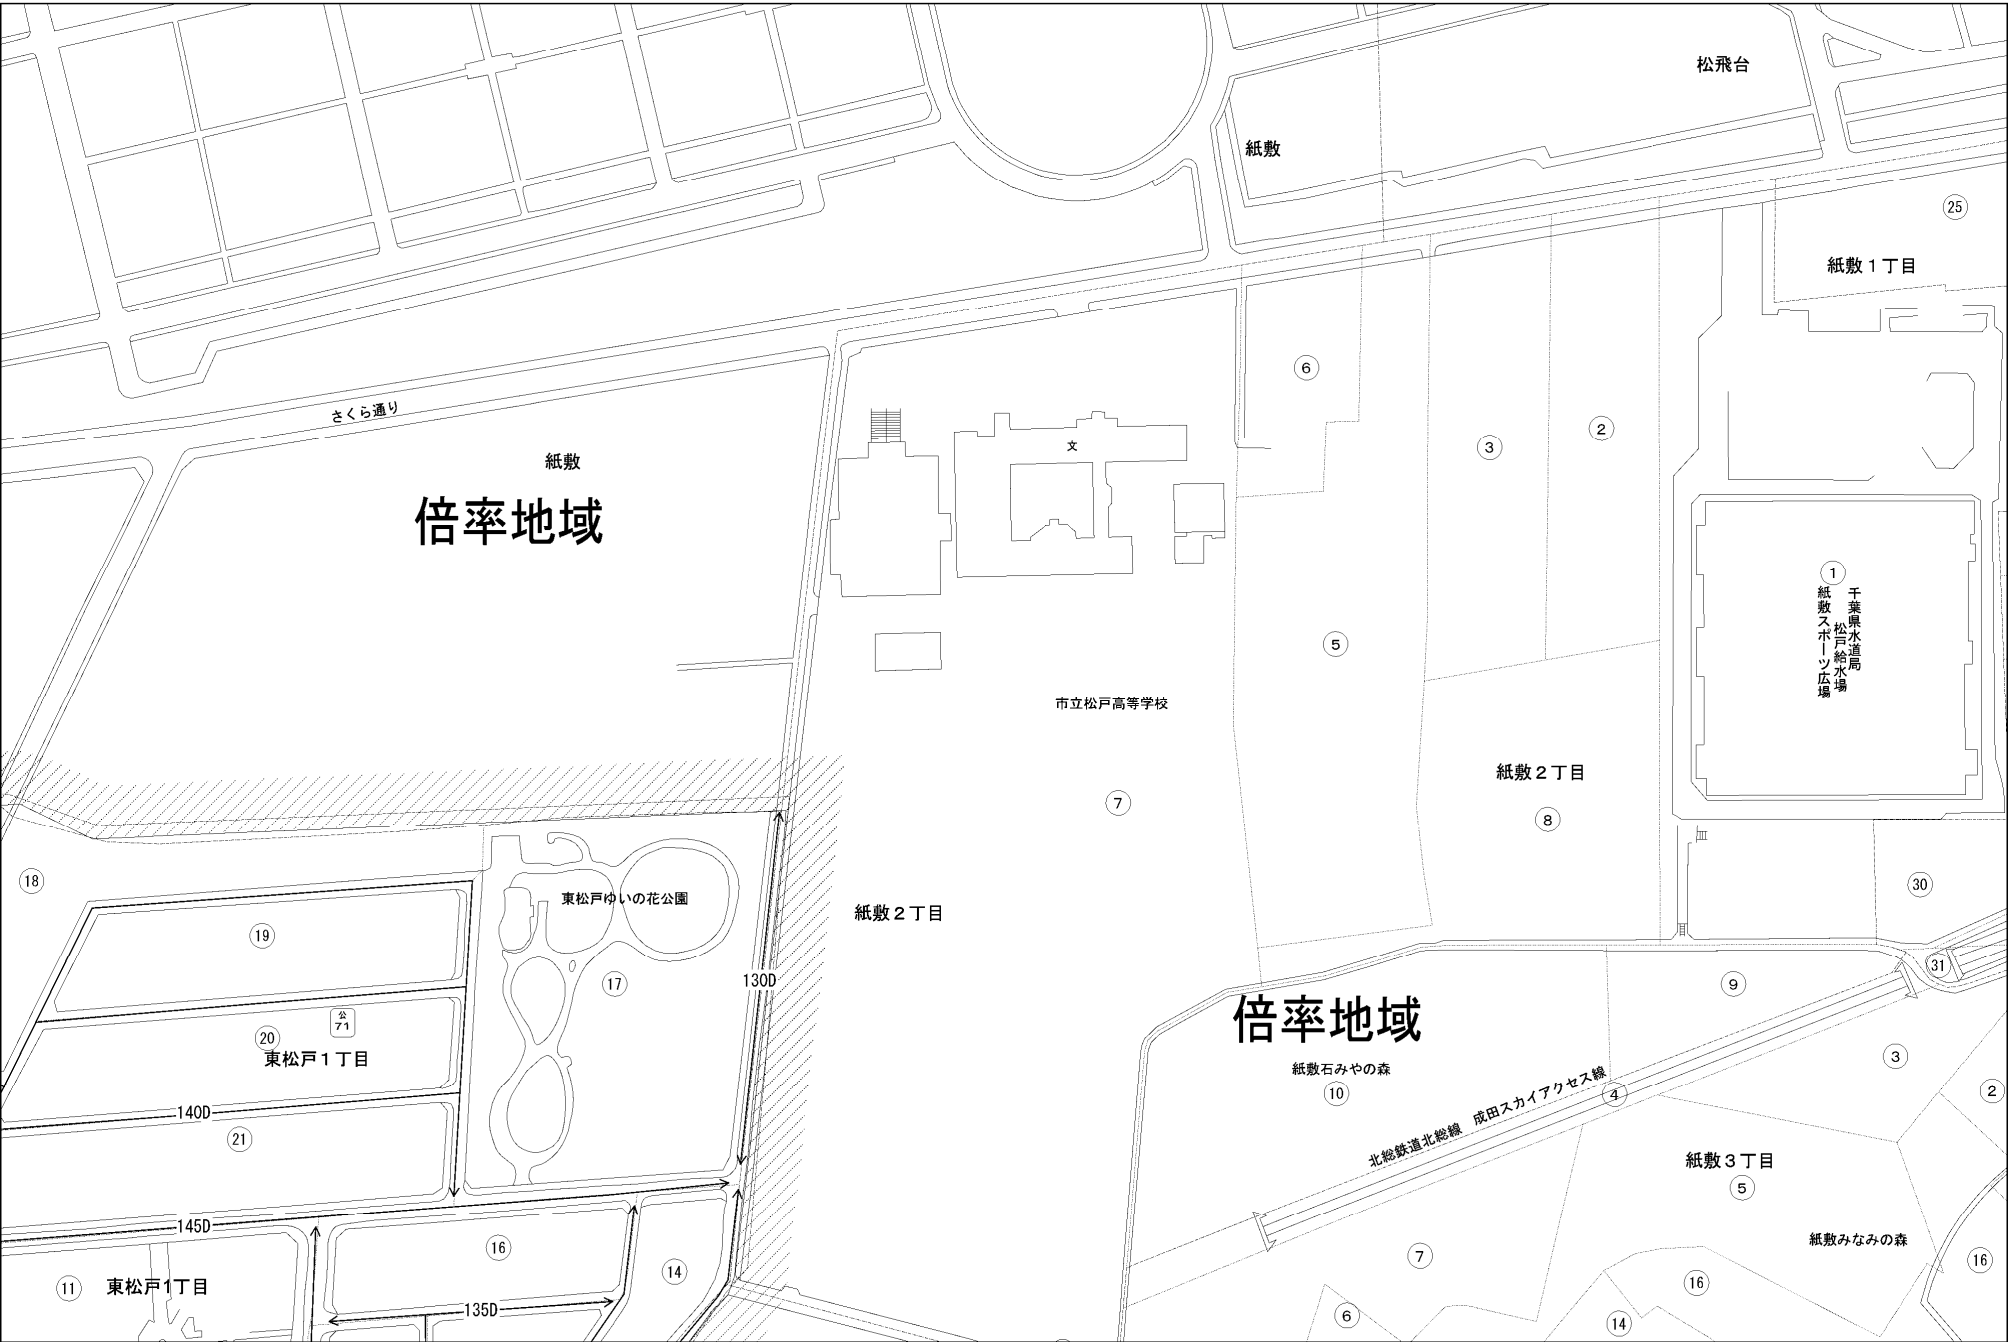 松飛台
紙敷
25
紙敷1丁目
6
さくら通り
2
3
文
紙敷
倍率地域
1
千葉県水道局
松戸給水場
紙敷スポーツ広場
5
市立松戸高等学校
紙敷2丁目
7
8
18
30
東松戸ゆいの花公園
紙敷2丁目
19
31
130D
17
9
倍率地域
公
71
20
東松戸1丁目
3
紙敷石みやの森
10
4
2
北総鉄道北総線 成田スカイアクセス線
140D
21
紙敷3丁目
5
145D
紙敷みなみの森
16
7
16
14
11
東松戸1丁目
16
135D
6
14